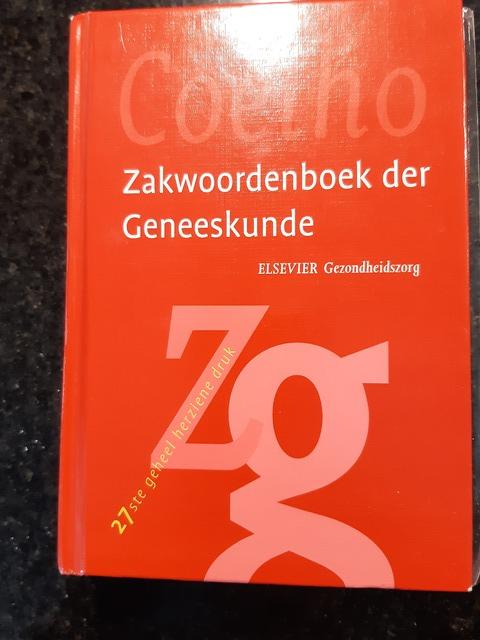 Coelho
Zakwoordenboek der
Geneeskunde
ELSEVIER Gezondheidszorg
Zg
27ste geheel herziene druk